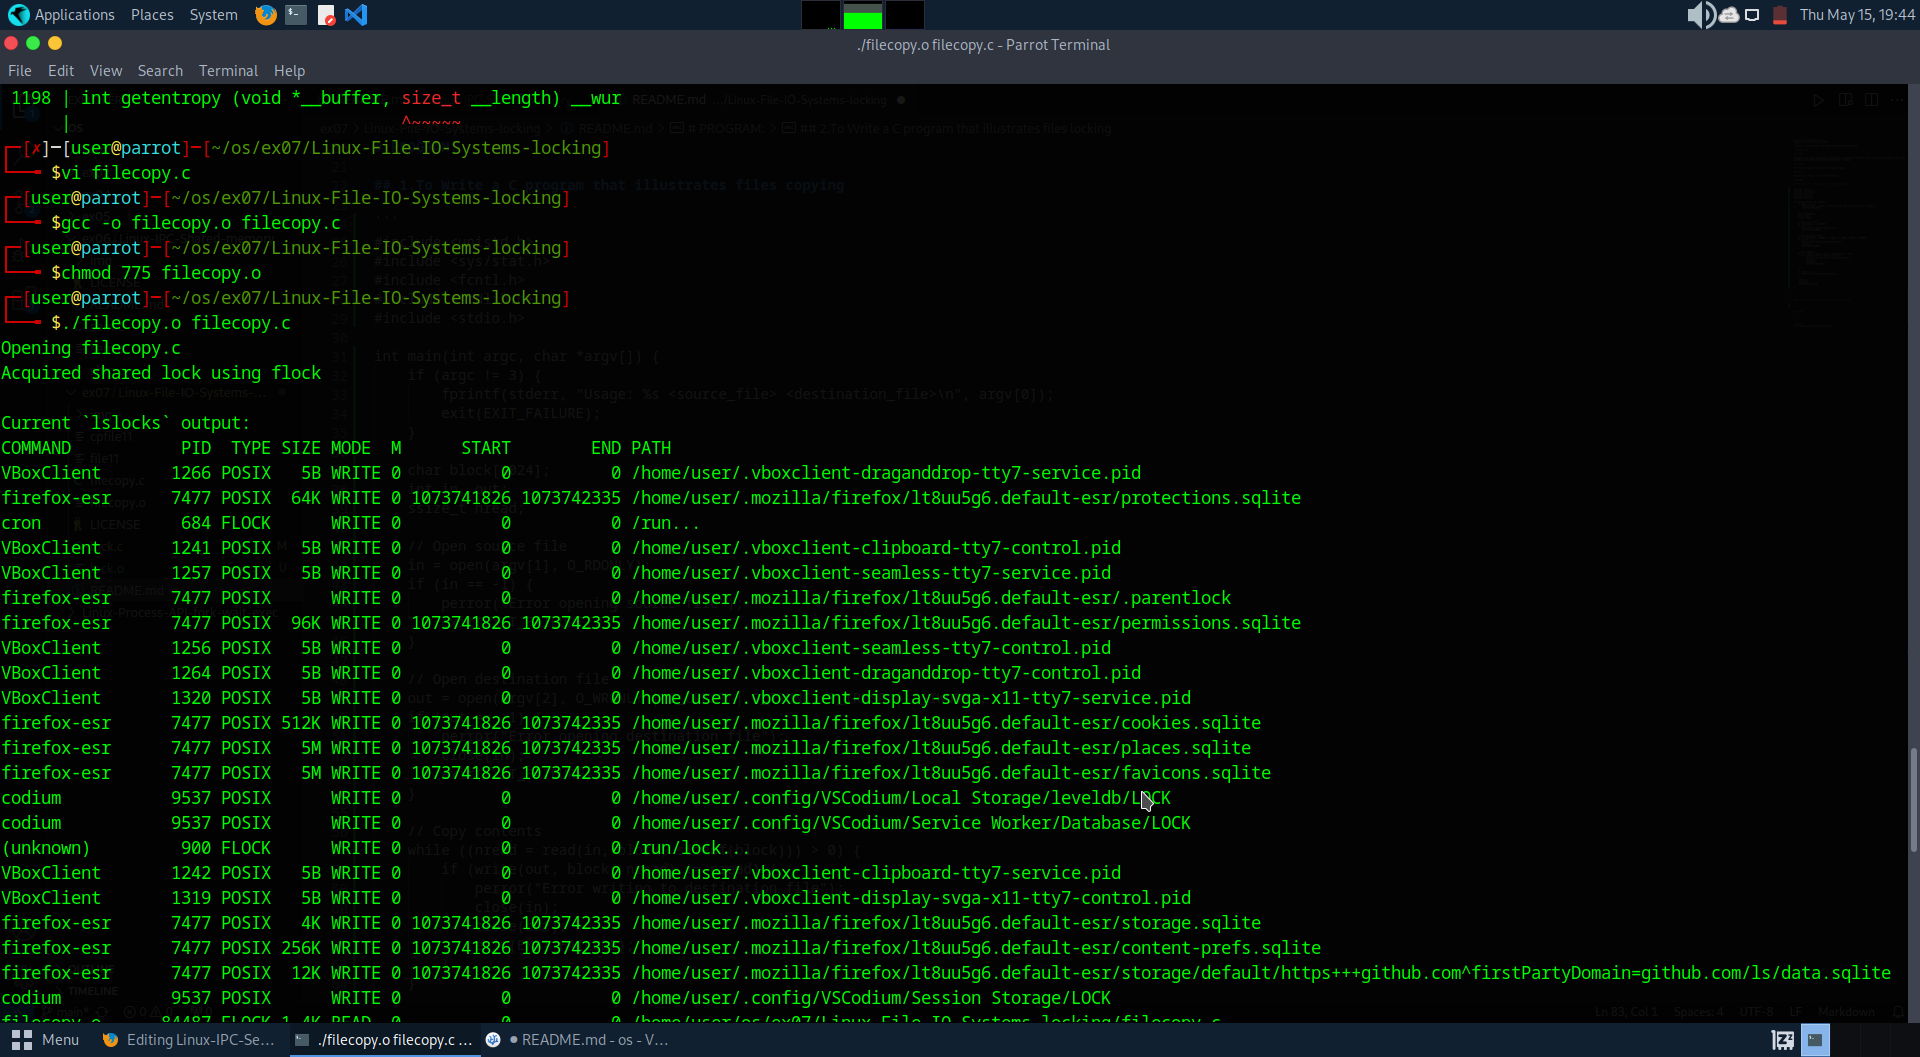 Applications Places System Thu May 15, 19:44
./filecopy.o filecopy.c - Parrot Terminal
File Edit View Search Terminal Help
1198 | int getentropy (void *__buffer, size_t __length) __wur
| ^~~~~~
┌─[✗]─[user@parrot]─[~/os/ex07/Linux-File-IO-Systems-locking]
└──╼ $vi filecopy.c
┌─[user@parrot]─[~/os/ex07/Linux-File-IO-Systems-locking]
└──╼ $gcc -o filecopy.o filecopy.c
┌─[user@parrot]─[~/os/ex07/Linux-File-IO-Systems-locking]
└──╼ $chmod 775 filecopy.o
┌─[user@parrot]─[~/os/ex07/Linux-File-IO-Systems-locking]
└──╼ $./filecopy.o filecopy.c
Opening filecopy.c
Acquired shared lock using flock
Current `lslocks` output:
COMMAND PID TYPE SIZE MODE M START END PATH
VBoxClient 1266 POSIX 5B WRITE 0 0 0 /home/user/.vboxclient-draganddrop-tty7-service.pid
firefox-esr 7477 POSIX 64K WRITE 0 1073741826 1073742335 /home/user/.mozilla/firefox/lt8uu5g6.default-esr/protections.sqlite
cron 684 FLOCK WRITE 0 0 0 /run...
VBoxClient 1241 POSIX 5B WRITE 0 0 0 /home/user/.vboxclient-clipboard-tty7-control.pid
VBoxClient 1257 POSIX 5B WRITE 0 0 0 /home/user/.vboxclient-seamless-tty7-service.pid
firefox-esr 7477 POSIX WRITE 0 0 0 /home/user/.mozilla/firefox/lt8uu5g6.default-esr/.parentlock
firefox-esr 7477 POSIX 96K WRITE 0 1073741826 1073742335 /home/user/.mozilla/firefox/lt8uu5g6.default-esr/permissions.sqlite
VBoxClient 1256 POSIX 5B WRITE 0 0 0 /home/user/.vboxclient-seamless-tty7-control.pid
VBoxClient 1264 POSIX 5B WRITE 0 0 0 /home/user/.vboxclient-draganddrop-tty7-control.pid
VBoxClient 1320 POSIX 5B WRITE 0 0 0 /home/user/.vboxclient-display-svga-x11-tty7-service.pid
firefox-esr 7477 POSIX 512K WRITE 0 1073741826 1073742335 /home/user/.mozilla/firefox/lt8uu5g6.default-esr/cookies.sqlite
firefox-esr 7477 POSIX 5M WRITE 0 1073741826 1073742335 /home/user/.mozilla/firefox/lt8uu5g6.default-esr/places.sqlite
firefox-esr 7477 POSIX 5M WRITE 0 1073741826 1073742335 /home/user/.mozilla/firefox/lt8uu5g6.default-esr/favicons.sqlite
codium 9537 POSIX WRITE 0 0 0 /home/user/.config/VSCodium/Local Storage/leveldb/LOCK
codium 9537 POSIX WRITE 0 0 0 /home/user/.config/VSCodium/Service Worker/Database/LOCK
(unknown) 900 FLOCK WRITE 0 0 0 /run/lock...
VBoxClient 1242 POSIX 5B WRITE 0 0 0 /home/user/.vboxclient-clipboard-tty7-service.pid
VBoxClient 1319 POSIX 5B WRITE 0 0 0 /home/user/.vboxclient-display-svga-x11-tty7-control.pid
firefox-esr 7477 POSIX 4K WRITE 0 1073741826 1073742335 /home/user/.mozilla/firefox/lt8uu5g6.default-esr/storage.sqlite
firefox-esr 7477 POSIX 256K WRITE 0 1073741826 1073742335 /home/user/.mozilla/firefox/lt8uu5g6.default-esr/content-prefs.sqlite
firefox-esr 7477 POSIX 12K WRITE 0 1073741826 1073742335 /home/user/.mozilla/firefox/lt8uu5g6.default-esr/storage/default/https+++github.com^firstPartyDomain=github.com/ls/data.sqlite
codium 9537 POSIX WRITE 0 0 0 /home/user/.config/VSCodium/Session Storage/LOCK
filecopy.o 84487 FLOCK 1.4K READ 0 0 0 /home/user/os/ex07/Linux-File-IO-Systems-locking/filecopy.c
Menu Editing Linux-IPC-Se... ./filecopy.o filecopy.c ... README.md - os - V...